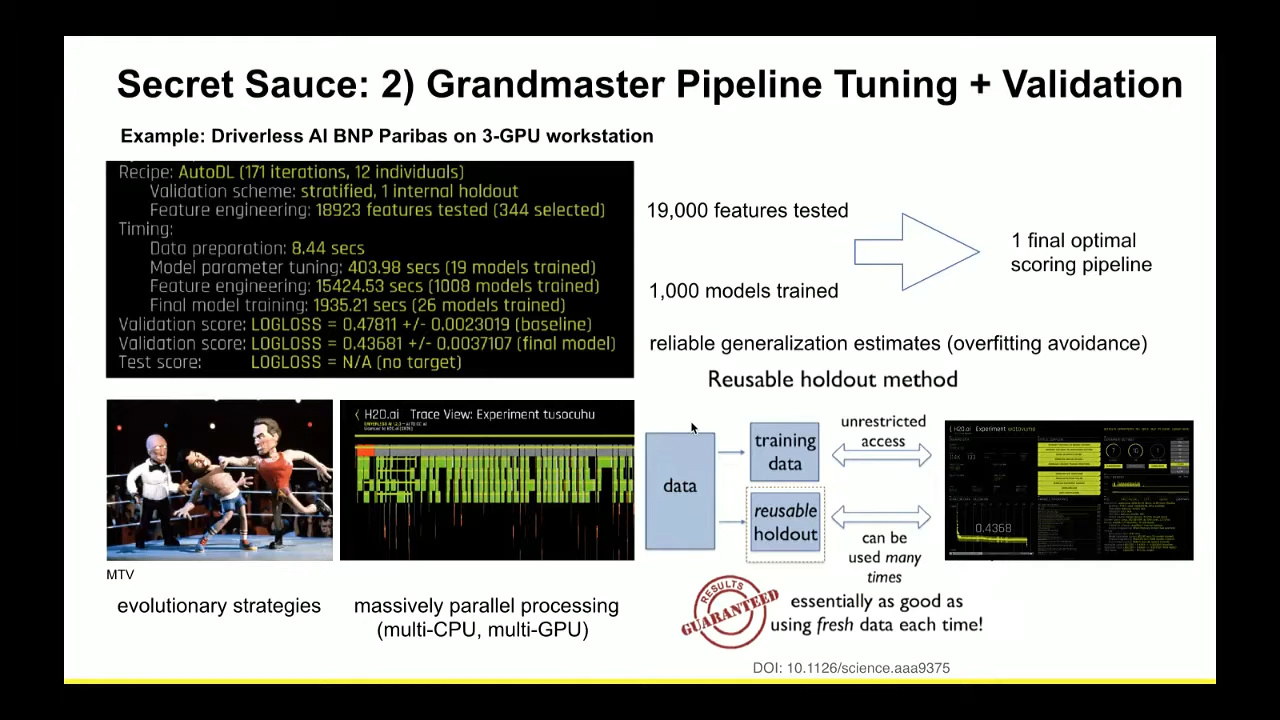 Secret Sauce: 2) Grandmaster Pipeline Tuning + Validation
Example: Driverless AI BNP Paribas on 3-GPU workstation
Recipe: AutoDL (171 iterations, 12 individuals)
Validation scheme: stratified, 1 internal holdout
Feature engineering: 18923 features tested (344 selected)
Timing:
Data preparation: 8.44 secs
Model parameter tuning: 403.98 secs (19 models trained)
Feature engineering: 15424.53 secs (1008 models trained)
Final model training: 1935.21 secs (26 models trained)
Validation score: LOGLOSS = 0.47811 +/- 0.0023019 (baseline)
Validation score: LOGLOSS = 0.43681 +/- 0.0037107 (final model)
Test score: LOGLOSS = N/A (no target)
19,000 features tested
1,000 models trained
1 final optimal
scoring pipeline
reliable generalization estimates (overfitting avoidance)
Reusable holdout method
MTV
evolutionary strategies
H2O.ai Trace View: Experiment tusocuhu
massively parallel processing
(multi-CPU, multi-GPU)
data
training
data
reusable
holdout
unrestricted
access
can be
used many
times
H2O.ai Experiment
0.4368
RESULTS
GUARANTEED
essentially as good as
using fresh data each time!
DOI: 10.1126/science.aaa9375